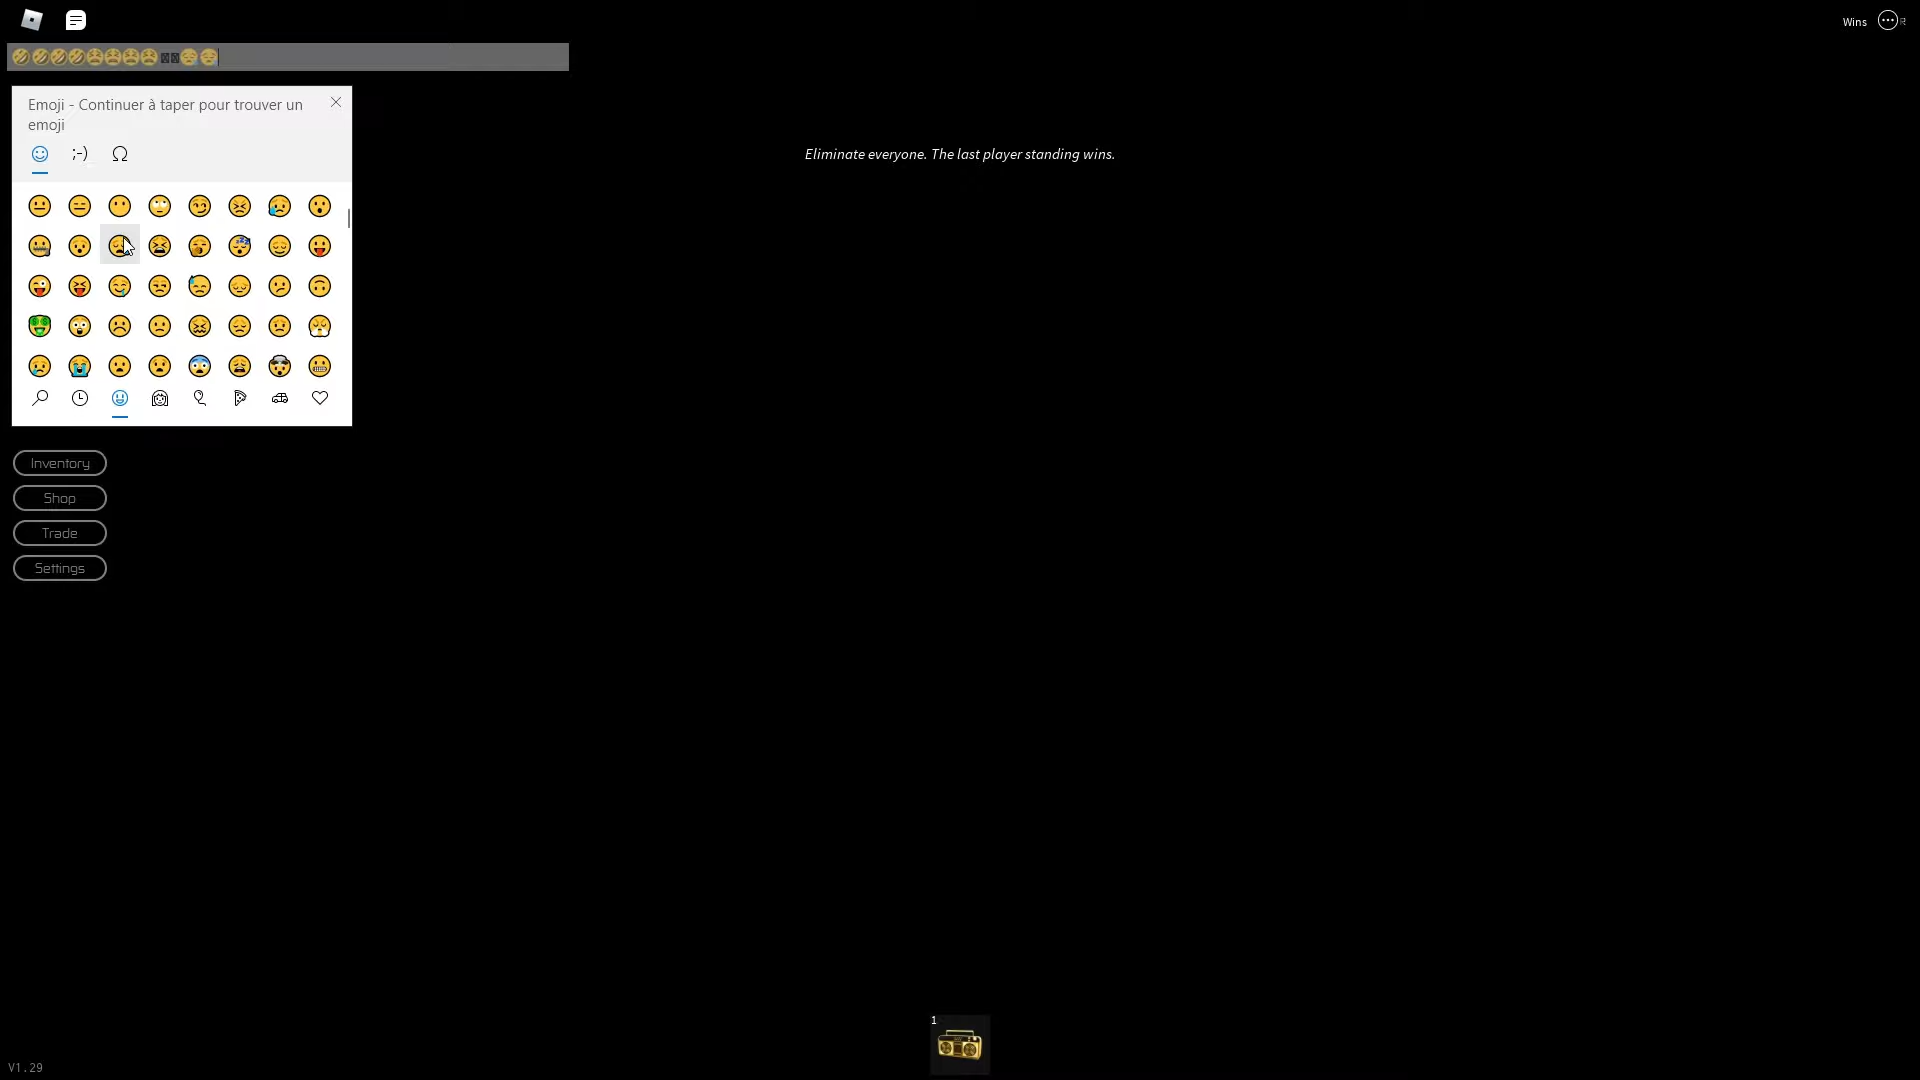 Wins
🤣🤣🤣🤣😫😫😫😫
Emoji - Continuer à taper pour trouver un
emoji
;-)
Ω
Eliminate everyone. The last player standing wins.
Inventory
Shop
Trade
Settings
1
V1.29